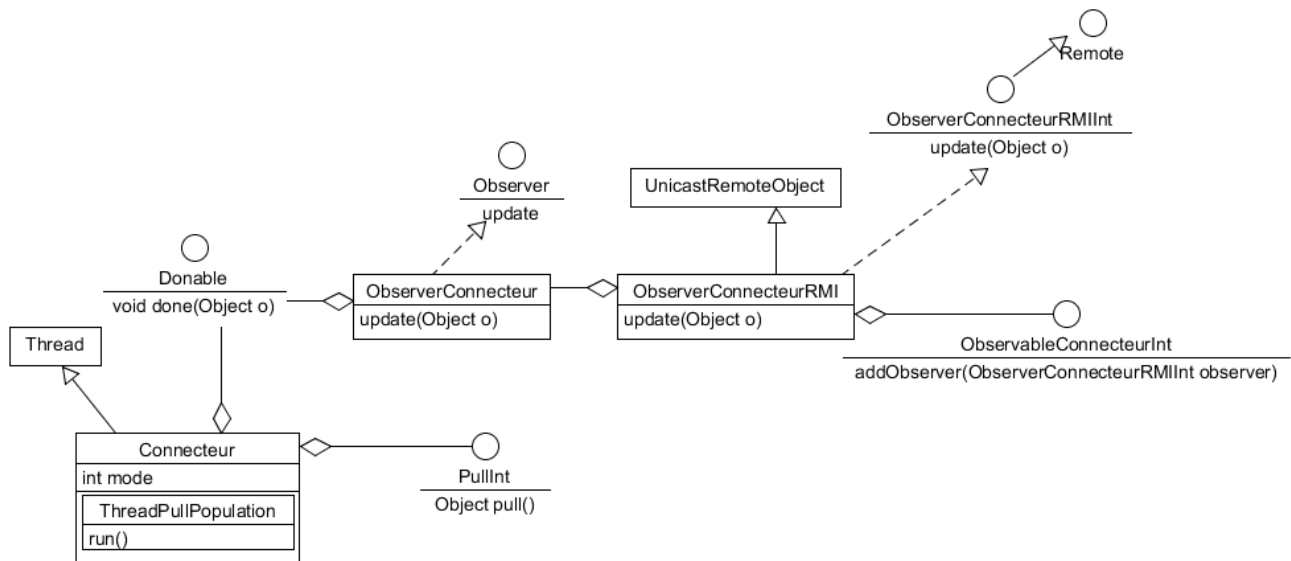 Remote
ObserverConnecteurRMIInt
update(Object o)
Observer
update
UnicastRemoteObject
Donable
void done(Object o)
ObserverConnecteur
update(Object o)
ObserverConnecteurRMI
update(Object o)
Thread
ObservableConnecteurInt
addObserver(ObserverConnecteurRMIInt observer)
Connecteur
int mode
ThreadPullPopulation
run()
PullInt
Object pull()